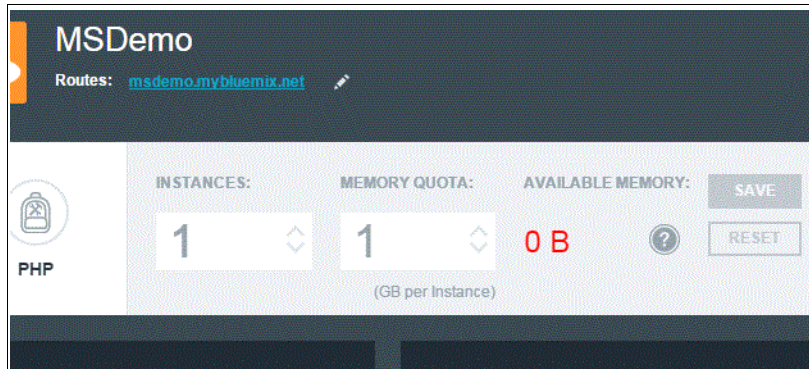 MSDemo
Routes: msdemo.mybluemix.net
INSTANCES: MEMORY QUOTA: AVAILABLE MEMORY: SAVE
1 1 0 B ? RESET
PHP
(GB per Instance)